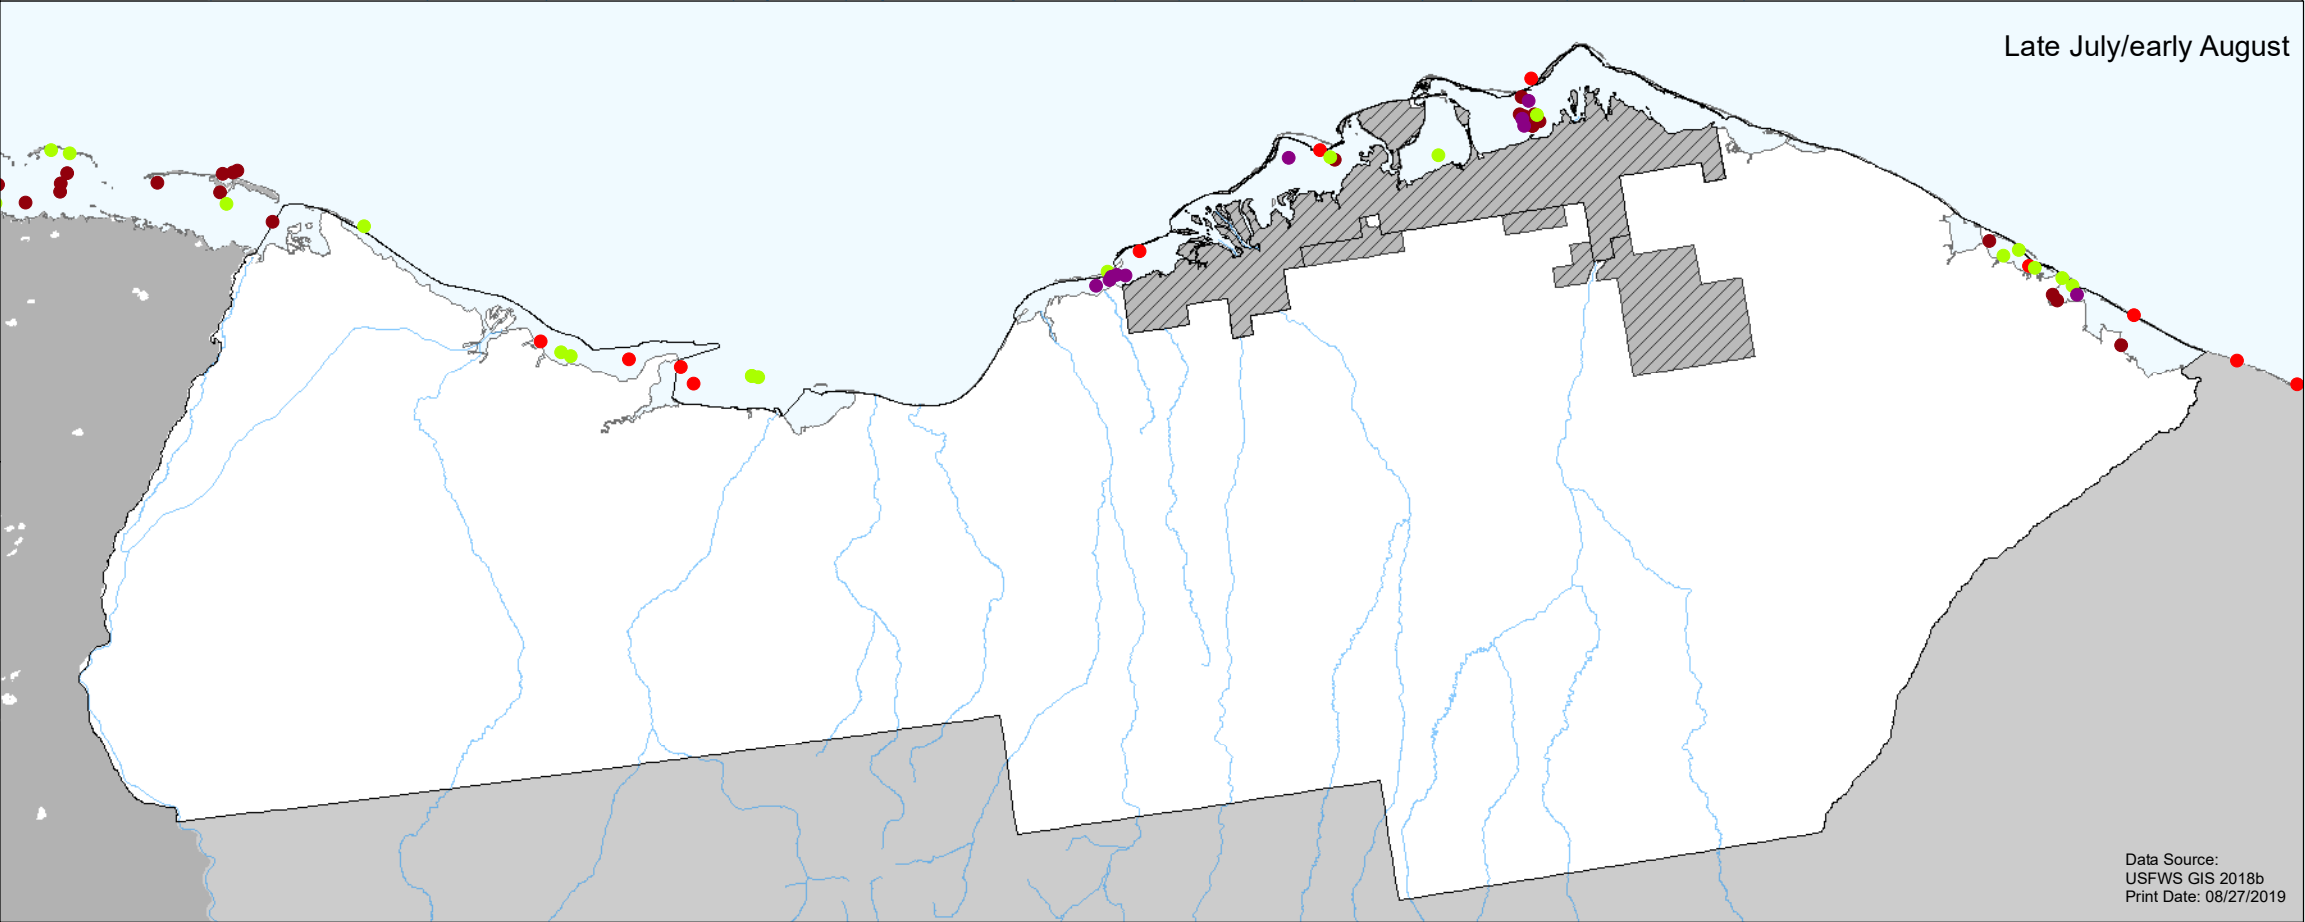 Late July/early August
Data Source:
USFWS GIS 2018b
Print Date: 08/27/2019